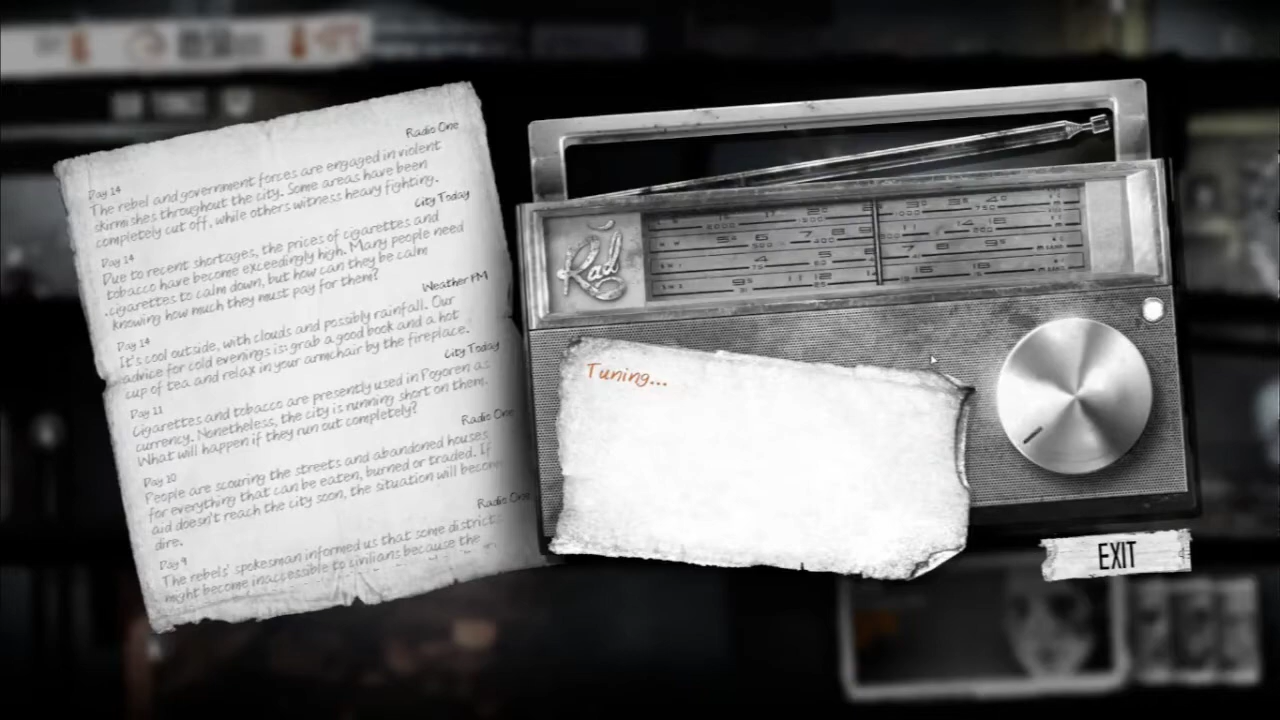 Radio One
Day 14
The rebel and government forces are engaged in violent
skirmishes throughout the city. Some areas have been
completely cut off, while others witness heavy fighting.
City Today
Day 14
Due to recent shortages, the prices of cigarettes and
tobacco have become exceedingly high. Many people need
cigarettes to calm down, but how can they be calm
knowing how much they must pay for them?
Weather FM
Day 14
It's cool outside, with clouds and possibly rainfall. Our
advice for cold evenings is: grab a good book and a hot
cup of tea and relax in your armchair by the fireplace.
City Today
Day 11
Cigarettes and tobacco are presently used in Pogoren as
currency. Nonetheless, the city is running short on them.
What will happen if they run out completely?
Radio One
Day 10
People are scouring the streets and abandoned houses
for everything that can be eaten, burned or traded. If
aid doesn't reach the city soon, the situation will become
dire.
Radio One
Day 9
The rebels' spokesman informed us that some district
might become inaccessible to civilians because the
Rad
Tuning...
EXIT